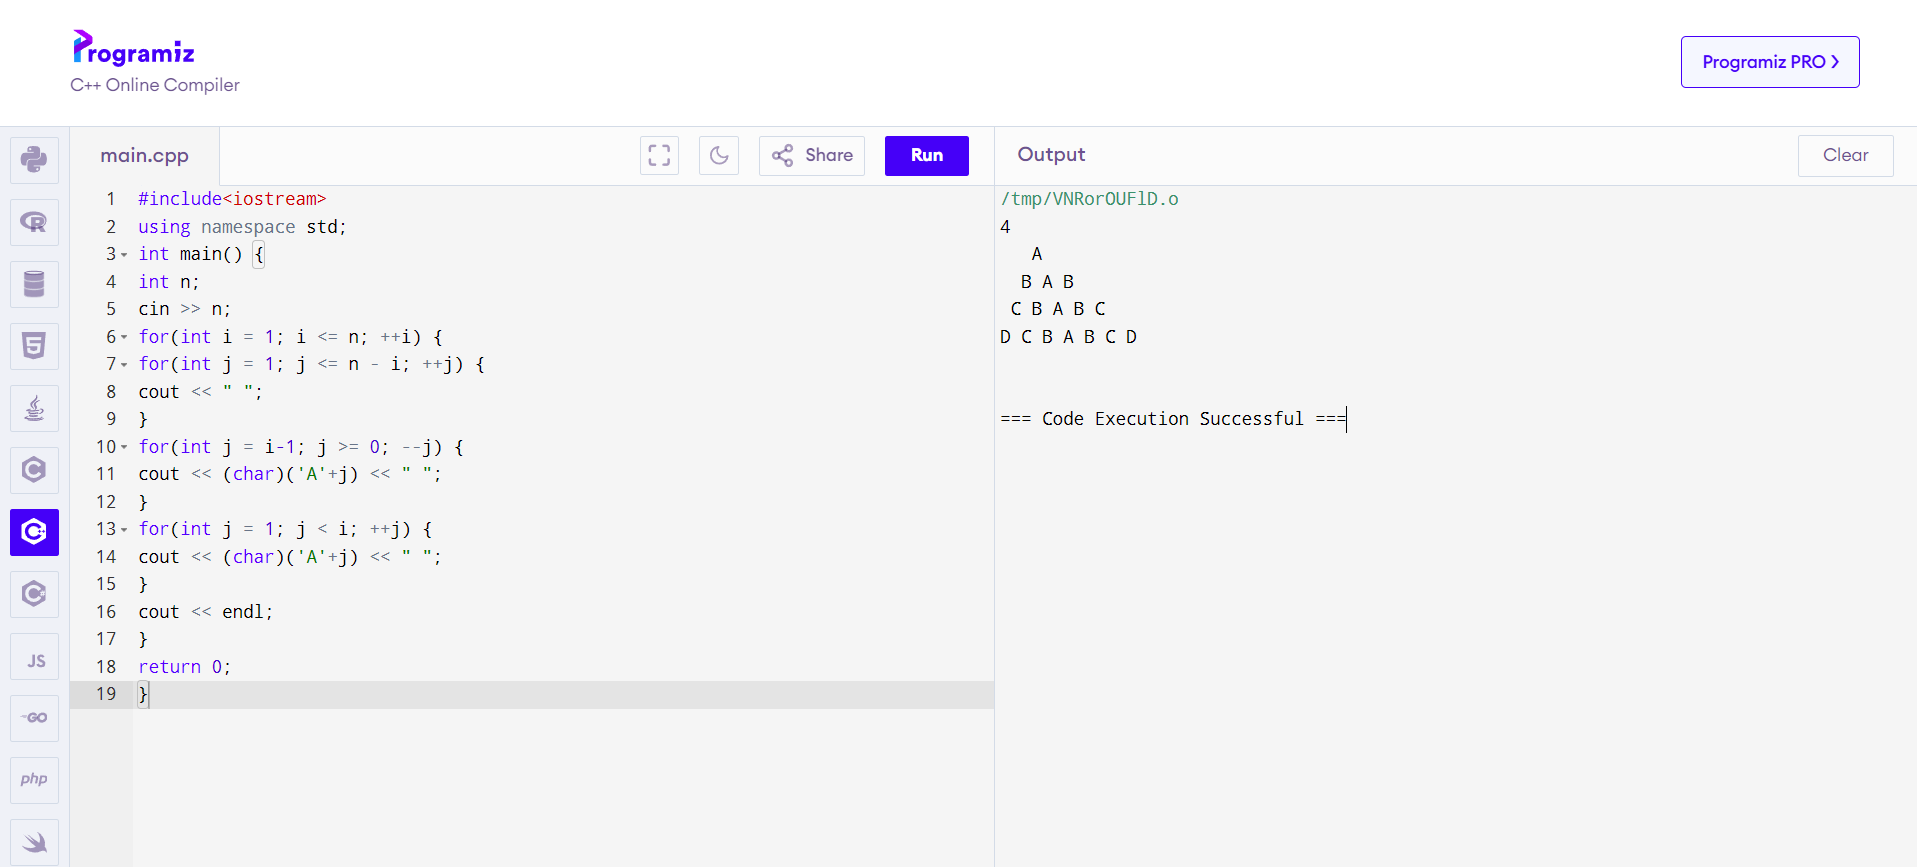 Programiz
C++ Online Compiler
Programiz PRO >
main.cpp
Share
Run
Output
Clear
1 #include<iostream>
2 using namespace std;
3 int main() {
4 int n;
5 cin >> n;
6 for(int i = 1; i <= n; ++i) {
7 for(int j = 1; j <= n - i; ++j) {
8 cout << " ";
9 }
10 for(int j = i-1; j >= 0; --j) {
11 cout << (char)('A'+j) << " ";
12 }
13 for(int j = 1; j < i; ++j) {
14 cout << (char)('A'+j) << " ";
15 }
16 cout << endl;
17 }
18 return 0;
19 }
/tmp/VNRorOUFlD.o
4
   A
  B A B
 C B A B C
D C B A B C D
=== Code Execution Successful ===
R
5
C
C++
C
JS
GO
php